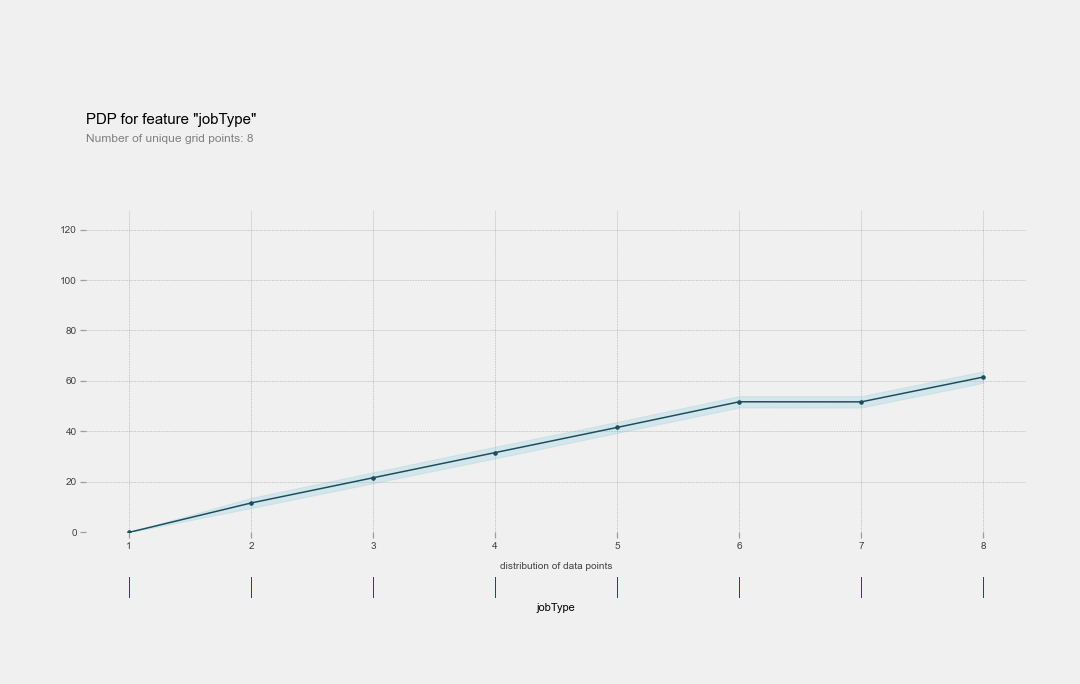 PDP for feature "jobType"
Number of unique grid points: 8
120
100
80
60
40
20
0
1 2 3 4 5 6 7 8
distribution of data points
jobType